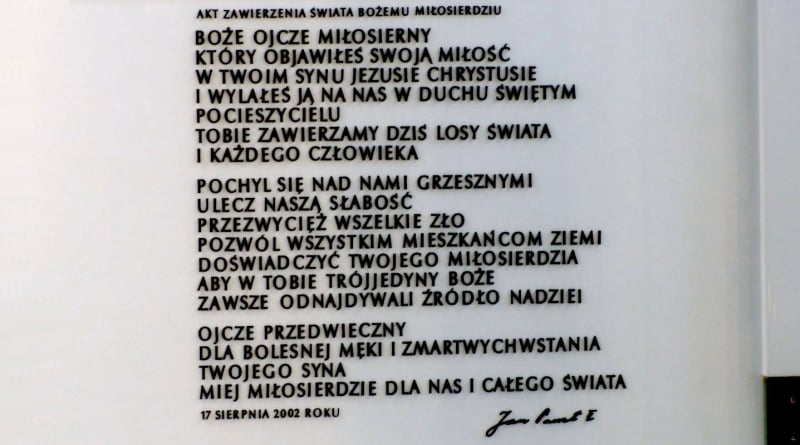 AKT ZAWIERZENIA ŚWIATA BOŻEMU MIŁOSIERDZIU
BOŻE OJCZE MIŁOSIERNY
KTÓRY OBJAWIŁEŚ SWOJĄ MIŁOŚĆ
W TWOIM SYNU JEZUSIE CHRYSTUSIE
I WYLAŁEŚ JĄ NA NAS W DUCHU ŚWIĘTYM
POCIESZYCIELU
TOBIE ZAWIERZAMY DZIŚ LOSY ŚWIATA
I KAŻDEGO CZŁOWIEKA
POCHYL SIĘ NAD NAMI GRZESZNYMI
ULECZ NASZĄ SŁABOŚĆ
PRZEZWYCIĘŻ WSZELKIE ZŁO
POZWÓL WSZYSTKIM MIESZKAŃCOM ZIEMI
DOŚWIADCZYĆ TWOJEGO MIŁOSIERDZIA
ABY W TOBIE TRÓJJEDYNY BOŻE
ZAWSZE ODNAJDYWALI ŹRÓDŁO NADZIEI
OJCZE PRZEDWIECZNY
DLA BOLESNEJ MĘKI I ZMARTWYCHWSTANIA
TWOJEGO SYNA
MIEJ MIŁOSIERDZIE DLA NAS I CAŁEGO ŚWIATA
17 SIERPNIA 2002 ROKU
Jan Paweł II